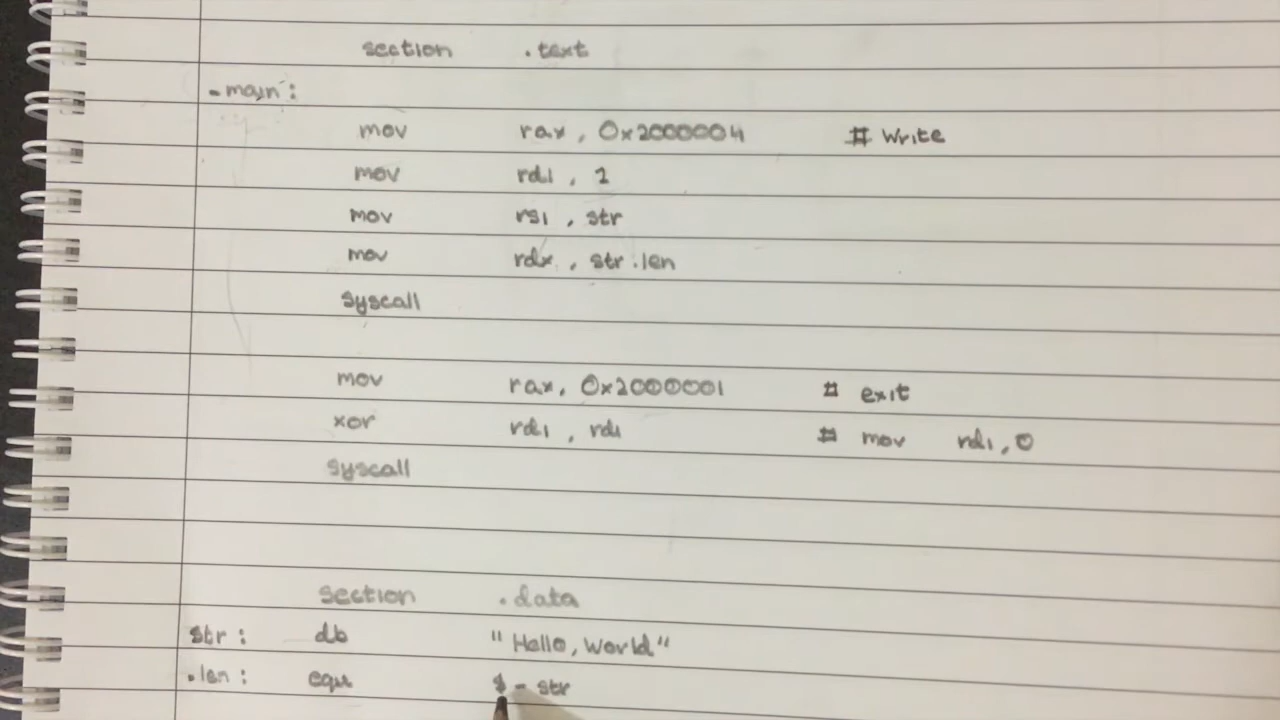 section .text
_main:
mov rax, 0x2000004 # Write
mov rdi, 1
mov rsi, str
mov rdx, str.len
syscall
mov rax, 0x2000001 # exit
xor rdi, rdi # mov rdi, 0
syscall
section .data
str: db "Hello, World"
.len: equ $ - str